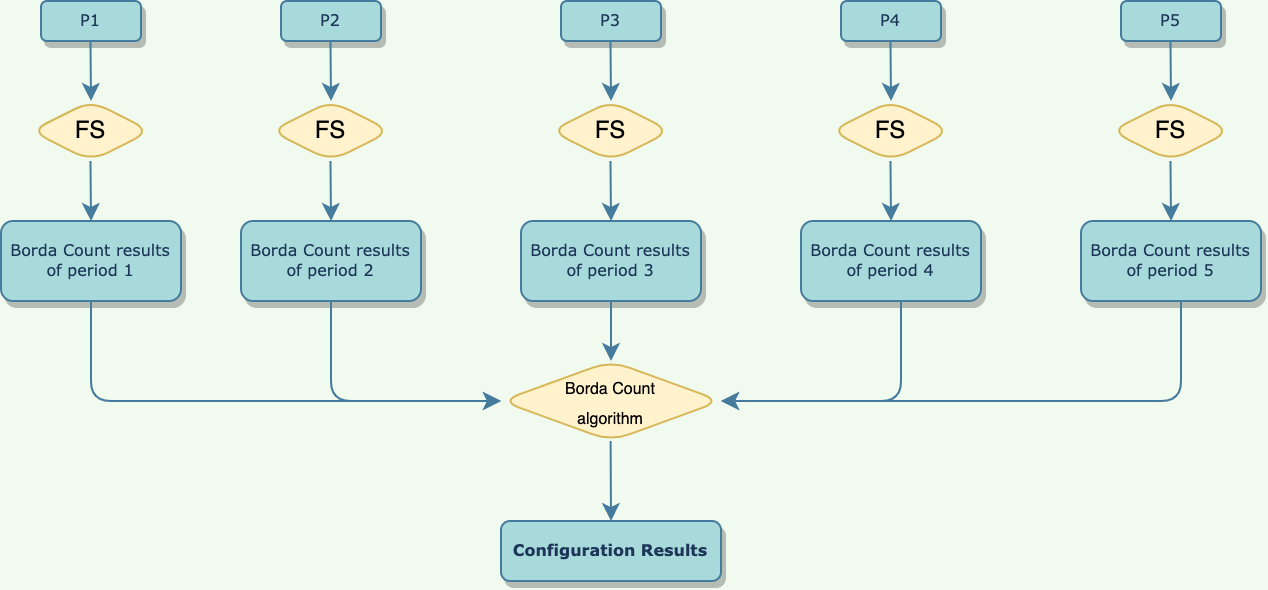 P1
P2
P3
P4
P5
FS
FS
FS
FS
FS
Borda Count results
of period 1
Borda Count results
of period 2
Borda Count results
of period 3
Borda Count results
of period 4
Borda Count results
of period 5
Borda Count
algorithm
Configuration Results